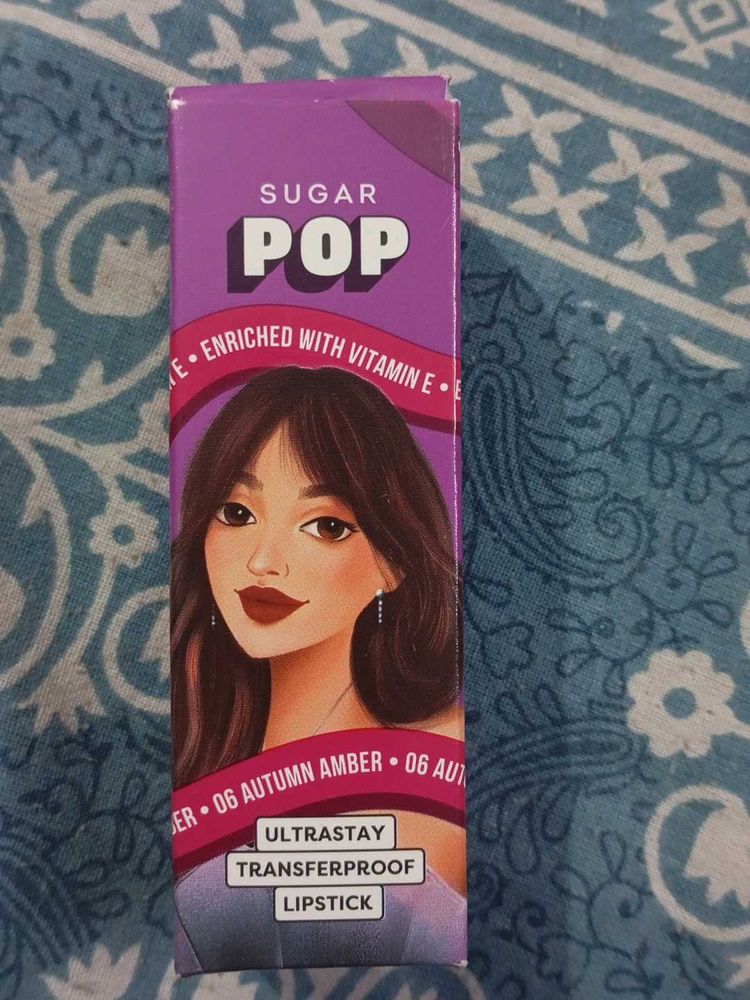 SUGAR
POP
E • ENRICHED WITH VITAMIN E • E
06 AUTUMN AMBER • 06 AUT
ULTRASTAY
TRANSFERPROOF
LIPSTICK